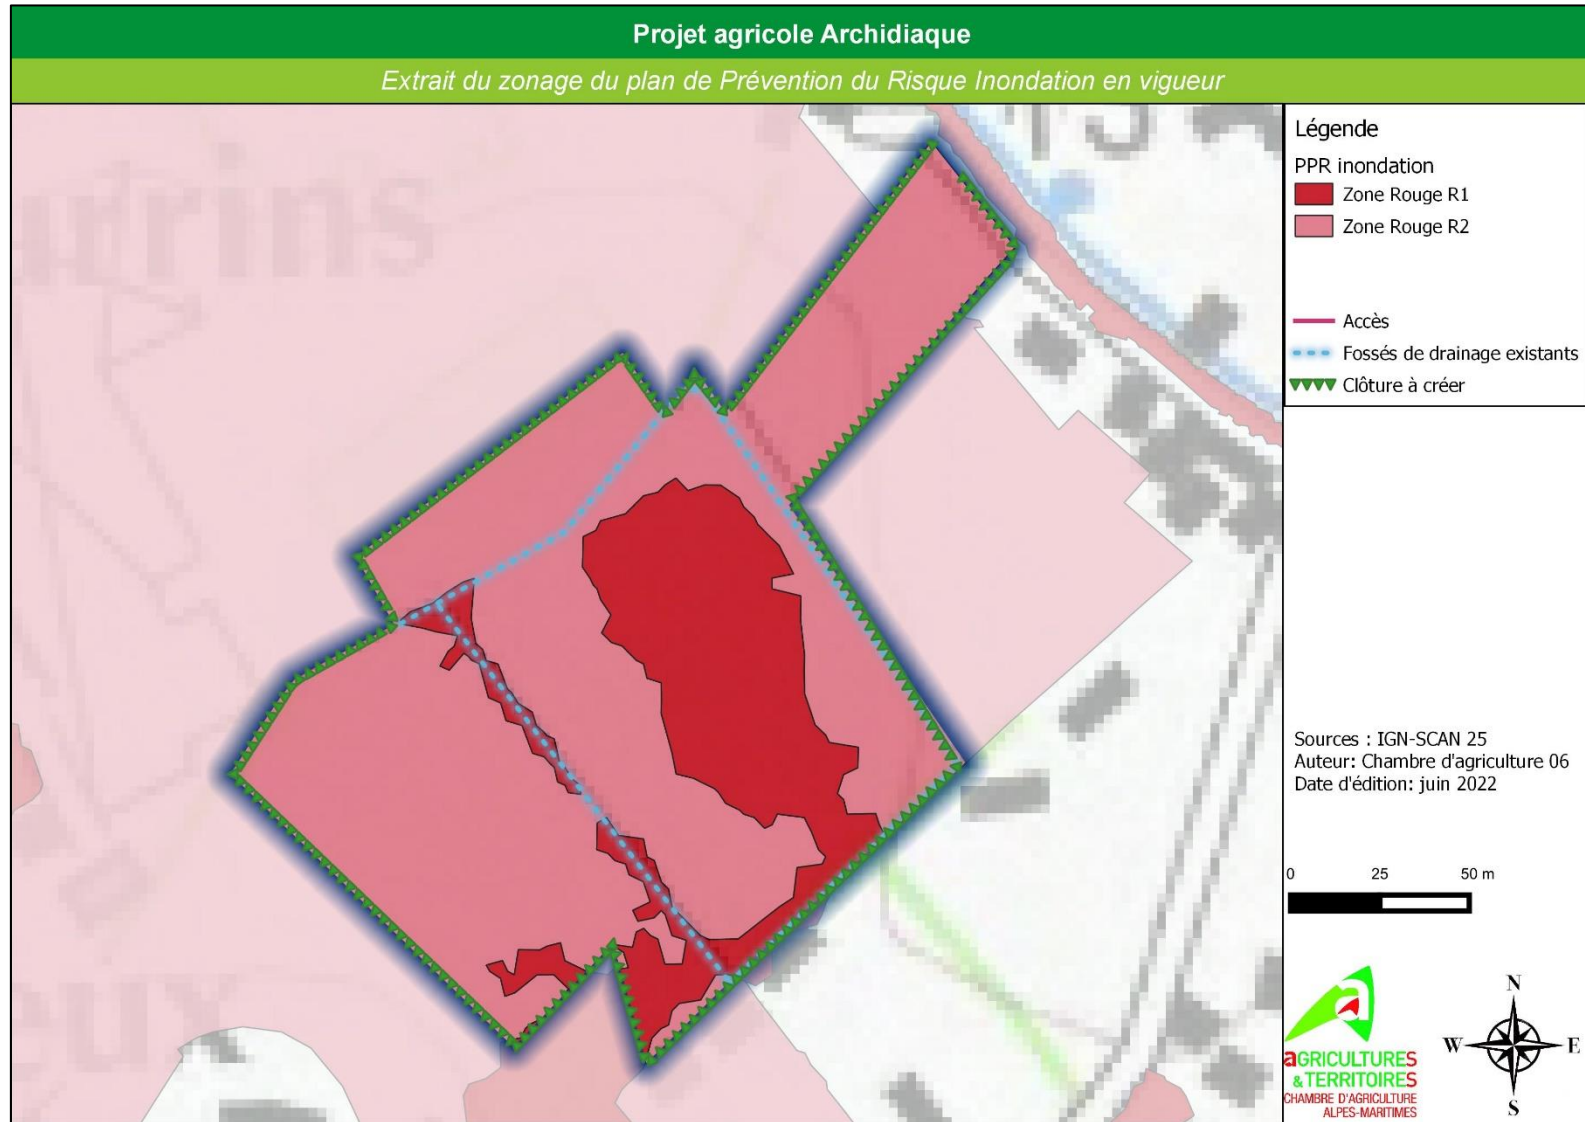 Projet agricole Archidiaque
Extrait du zonage du plan de Prévention du Risque Inondation en vigueur
Légende
PPR inondation
Zone Rouge R1
Zone Rouge R2
Accès
Fossés de drainage existants
Clôture à créer
Sources : IGN-SCAN 25
Auteur: Chambre d'agriculture 06
Date d'édition: juin 2022
0 25 50 m
N
W E
S
aGRICULTURES
& TERRITOIRES
CHAMBRE D'AGRICULTURE
ALPES-MARITIMES